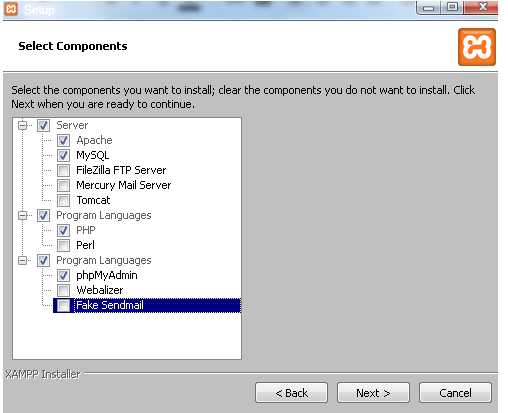 Setup
Select Components
Select the components you want to install; clear the components you do not want to install. Click
Next when you are ready to continue.
Server
Apache
MySQL
FileZilla FTP Server
Mercury Mail Server
Tomcat
Program Languages
PHP
Perl
Program Languages
phpMyAdmin
Webalizer
Fake Sendmail
XAMPP Installer
< Back
Next >
Cancel